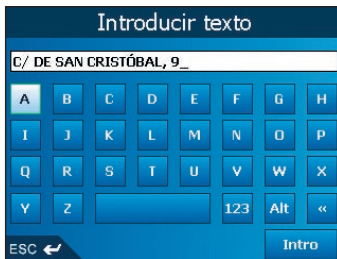 Introducir texto
C/ DE SAN CRISTÓBAL, 9_
A B C D E F G H
I J K L M N O P
Q R S T U V W X
Y Z 123 Alt «
ESC Intro